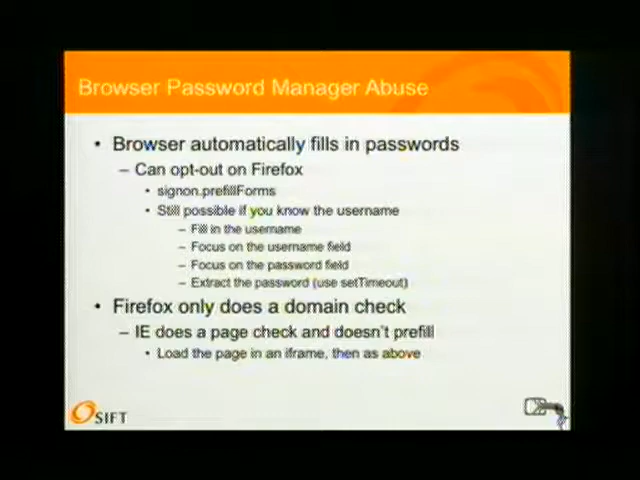 Browser Password Manager Abuse
• Browser automatically fills in passwords
– Can opt-out on Firefox
• signon.prefillForms
• Still possible if you know the username
– Fill in the username
– Focus on the username field
– Focus on the password field
– Extract the password (use setTimeout)
• Firefox only does a domain check
– IE does a page check and doesn't prefill
• Load the page in an iframe, then as above
SIFT